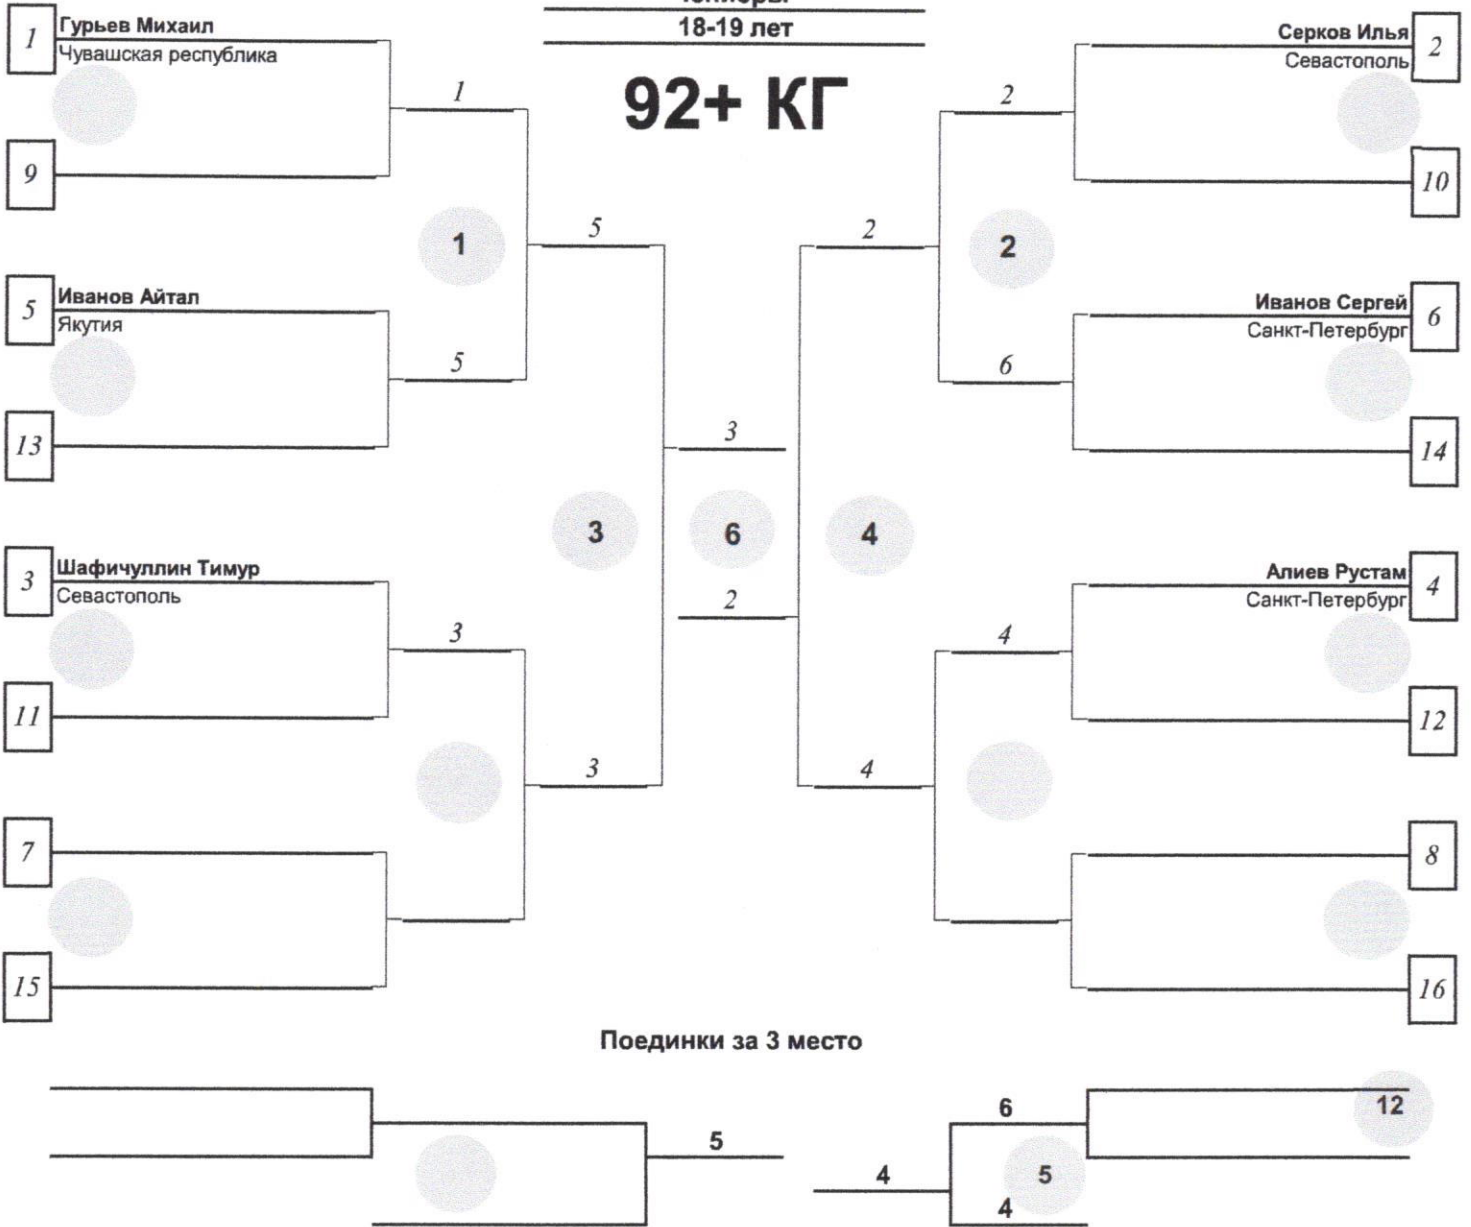 18-19 лет
92+ КГ
1
Гурьев Михаил
Чувашская республика
9
5
Иванов Айтал
Якутия
13
3
Шафичуллин Тимур
Севастополь
11
7
15
1
5
3
1
5
3
3
3
6
2
4
2
4
2
2
6
4
Серков Илья
2
Севастополь
10
Иванов Сергей
6
Санкт-Петербург
14
Алиев Рустам
4
Санкт-Петербург
12
8
16
Поединки за 3 место
5
6
12
4
5
4